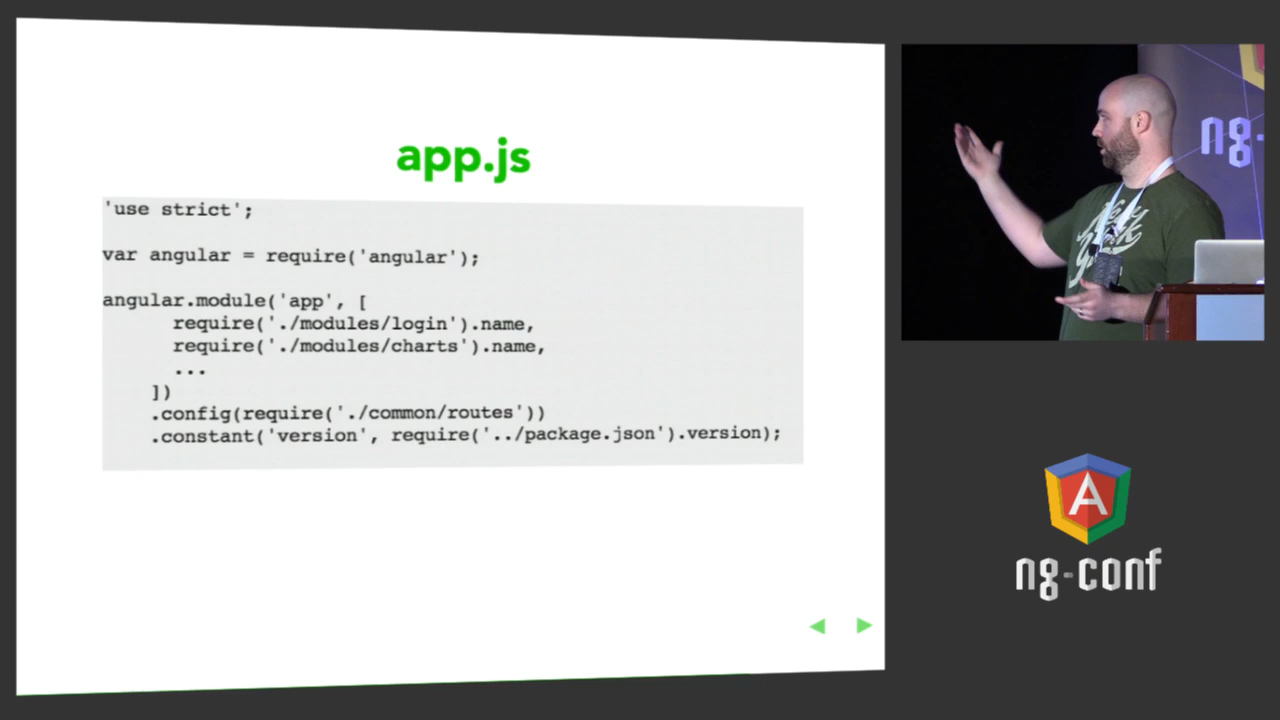 app.js
'use strict';
var angular = require('angular');
angular.module('app', [
require('./modules/login').name,
require('./modules/charts').name,
...
])
.config(require('./common/routes'))
.constant('version', require('../package.json').version);
ng-
A
ng-conf